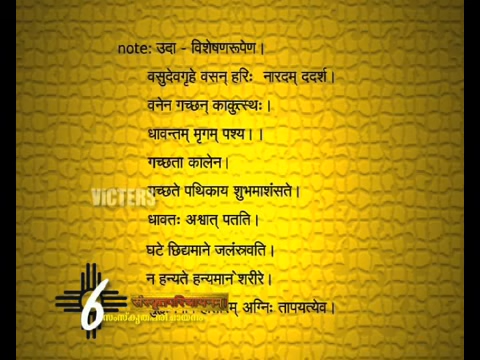 note: उदा - विशेषणरूपेण।
वसुदेवगृहे वसन् हरिः नारदम् ददर्श।
वनेन गच्छन् काकुत्स्थः।
धावन्तम् मृगम् पश्य।।
गच्छता कालेन।
गच्छते पथिकाय शुभमाशंसते।
VICTERS
धावतः अश्वात् पतति।
घटे छिद्यमाने जलंस्रवति।
न हन्यते हन्यमाने शरीरे।
अग्निः तापयत्येव।
6